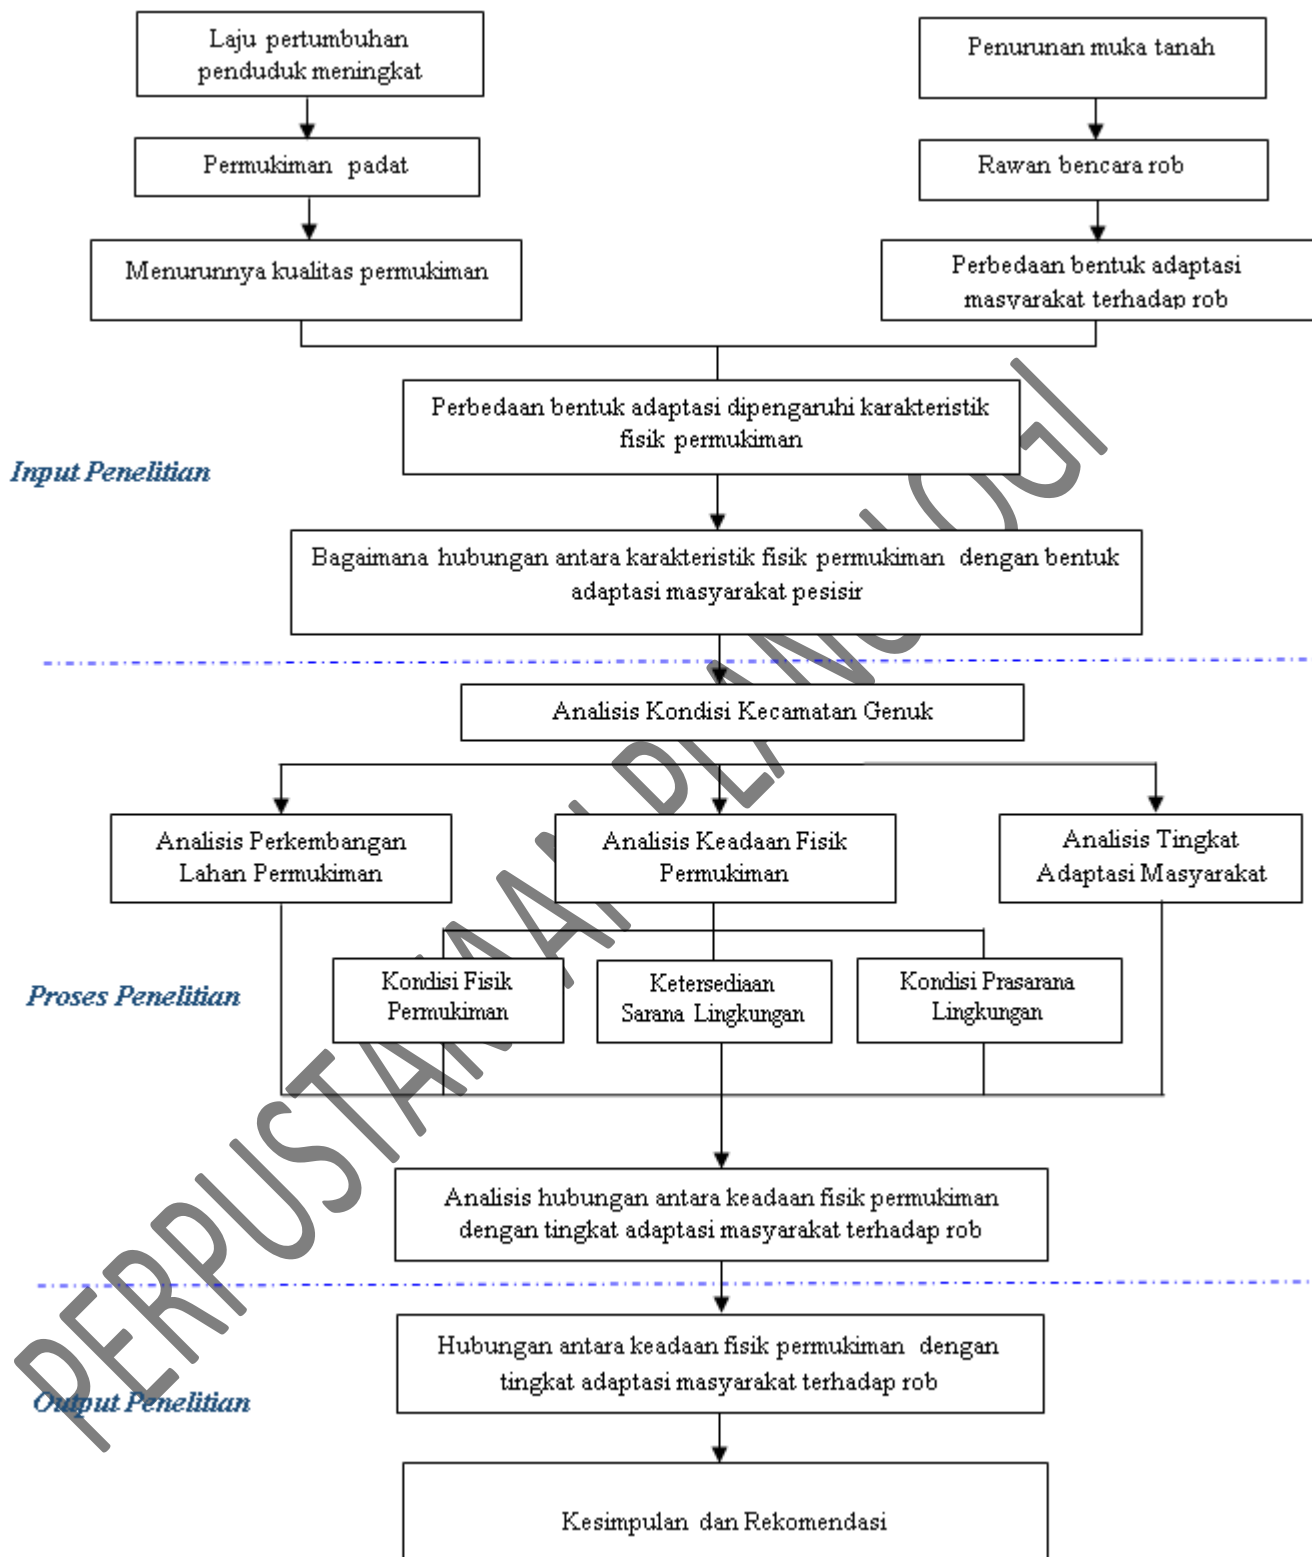 Laju pertumbuhan
penduduk meningkat
Penurunan muka tanah
Permukiman padat
Rawan bencara rob
Menurunnya kualitas permukiman
Perbedaan bentuk adaptasi
masyarakat terhadap rob
Perbedaan bentuk adaptasi dipengaruhi karakteristik
fisik permukiman
Input Penelitian
Bagaimana hubungan antara karakteristik fisik permukiman dengan bentuk
adaptasi masyarakat pesisir
Analisis Kondisi Kecamatan Genuk
Analisis Perkembangan
Lahan Permukiman
Analisis Keadaan Fisik
Permukiman
Analisis Tingkat
Adaptasi Masyarakat
Proses Penelitian
Kondisi Fisik
Permukiman
Ketersediaan
Sarana Lingkungan
Kondisi Prasarana
Lingkungan
Analisis hubungan antara keadaan fisik permukiman
dengan tingkat adaptasi masyarakat terhadap rob
Hubungan antara keadaan fisik permukiman dengan
tingkat adaptasi masyarakat terhadap rob
Output Penelitian
Kesimpulan dan Rekomendasi
PERPUSTAKAAN PLANOLOGI